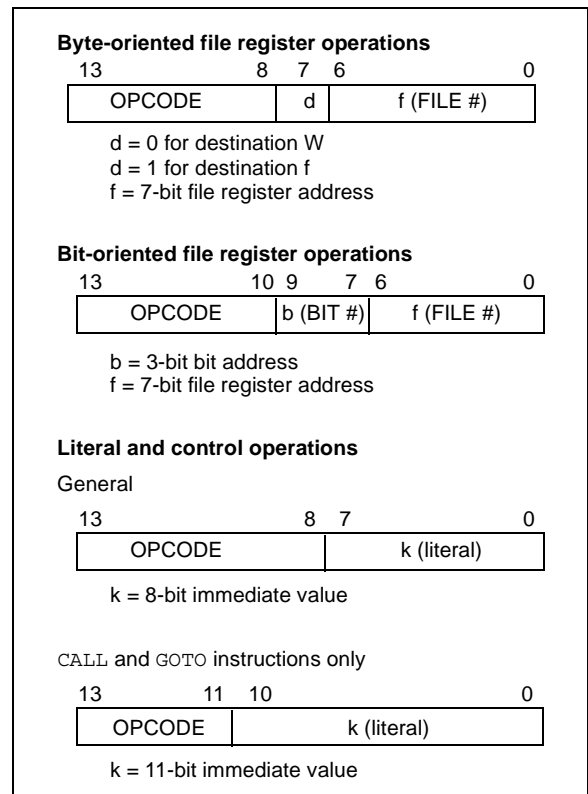 Byte-oriented file register operations
13 8 7 6 0
OPCODE d f (FILE #)
d = 0 for destination W
d = 1 for destination f
f = 7-bit file register address
Bit-oriented file register operations
13 10 9 7 6 0
OPCODE b (BIT #) f (FILE #)
b = 3-bit bit address
f = 7-bit file register address
Literal and control operations
General
13 8 7 0
OPCODE k (literal)
k = 8-bit immediate value
CALL and GOTO instructions only
13 11 10 0
OPCODE k (literal)
k = 11-bit immediate value